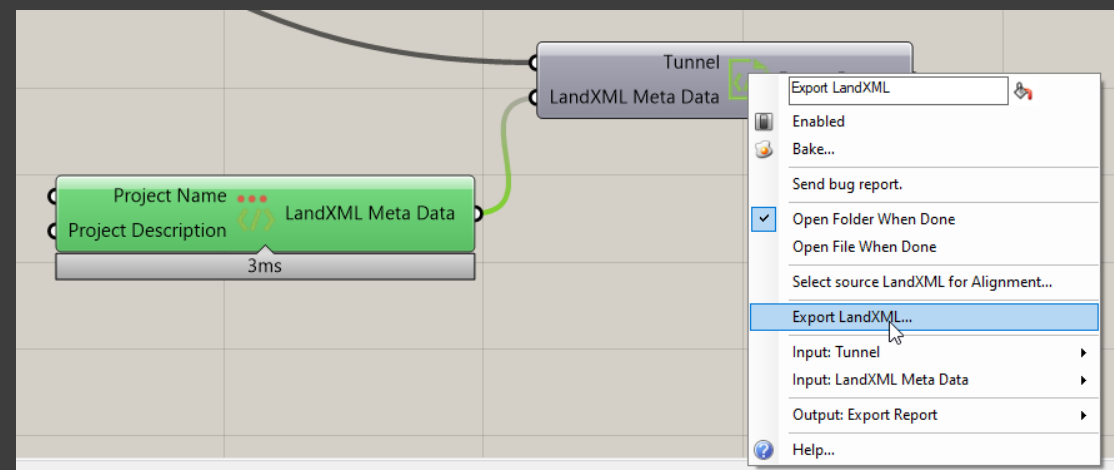 Tunnel
LandXML Meta Data
Project Name
Project Description
LandXML Meta Data
3ms
Export LandXML
Enabled
Bake...
Send bug report.
Open Folder When Done
Open File When Done
Select source LandXML for Alignment...
Export LandXML...
Input: Tunnel
Input: LandXML Meta Data
Output: Export Report
Help...